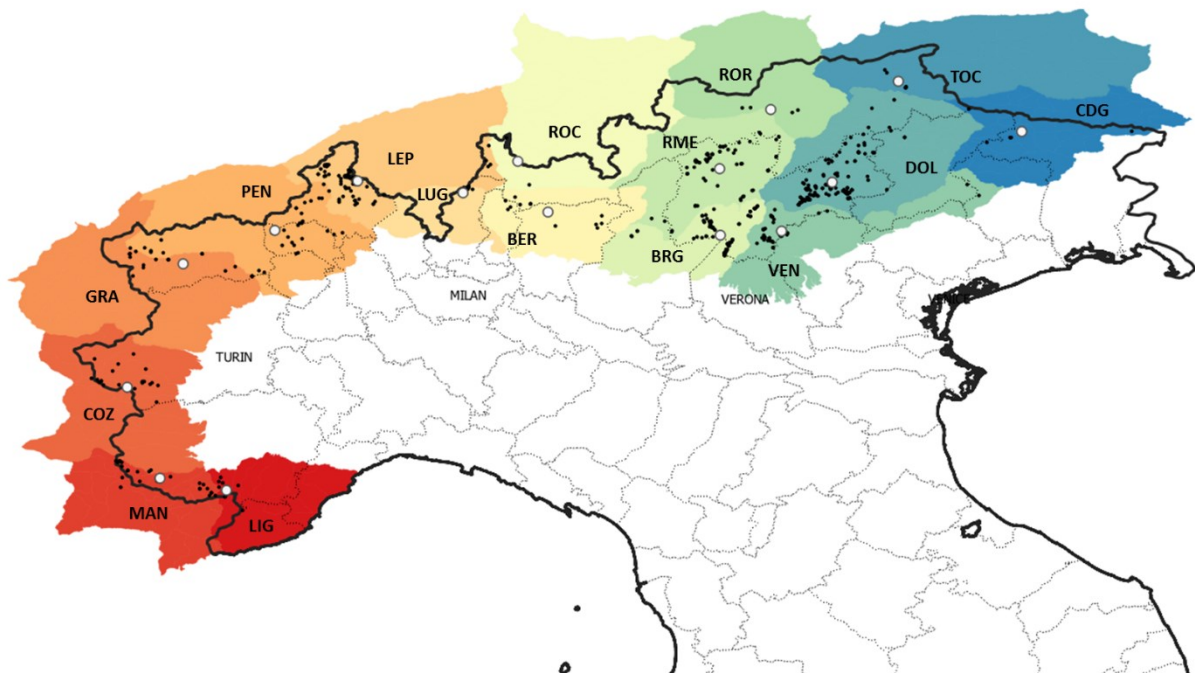 ROR
TOC
CDG
ROC
RME
LEP
DOL
PEN
LUG
BER
BRG
VEN
GRA
MILAN
VERONA
VENICE
TURIN
COZ
MAN
LIG